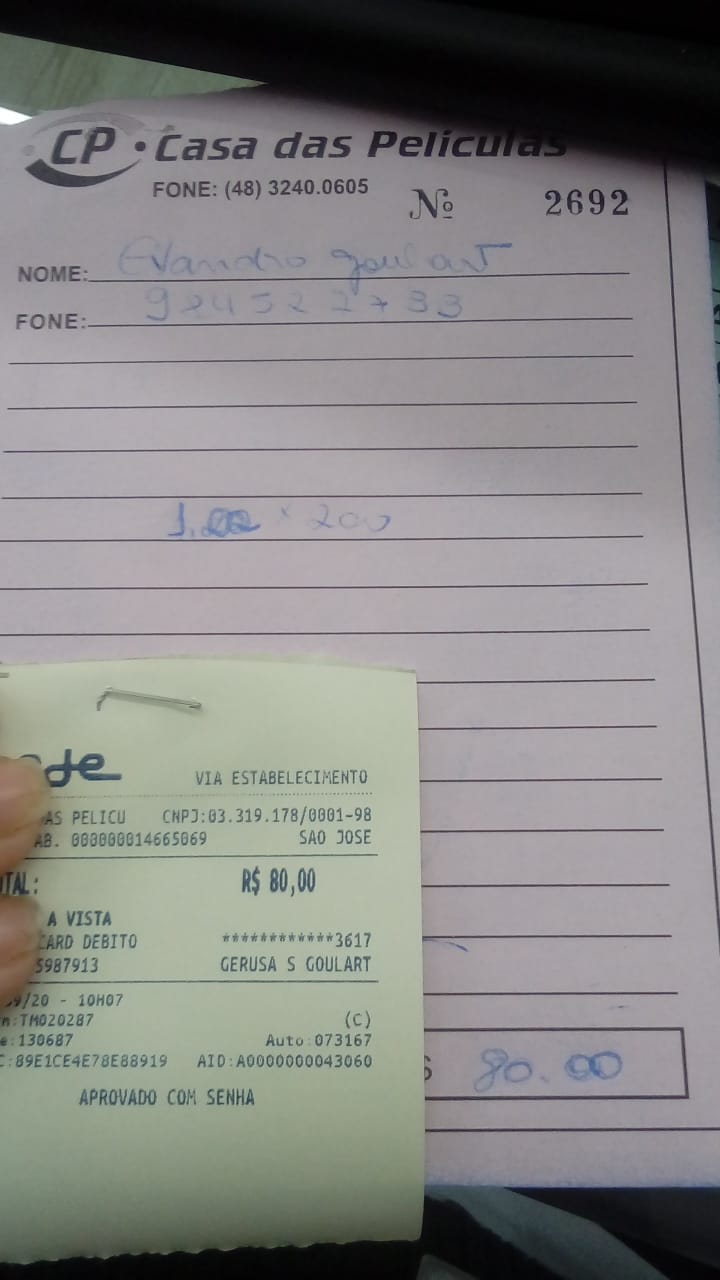 CP • Casa das Películas
FONE: (48) 3240.0605
Nº 2692
NOME: Evandro goulart
FONE:
200
de
VIA ESTABELECIMENTO
AS PELICU CNPJ:03.319.178/0001-98
AB. 000000014665069 SAO JOSE
TAL: R$ 80,00
A VISTA
CARD DEBITO ************3617
5987913 GERUSA S GOULART
9/20 - 10H07
m:TM020287 (C)
e:130687 Auto:073167
C:89E1CE4E78E88919 AID:A0000000043060
APROVADO COM SENHA
$ 80.00